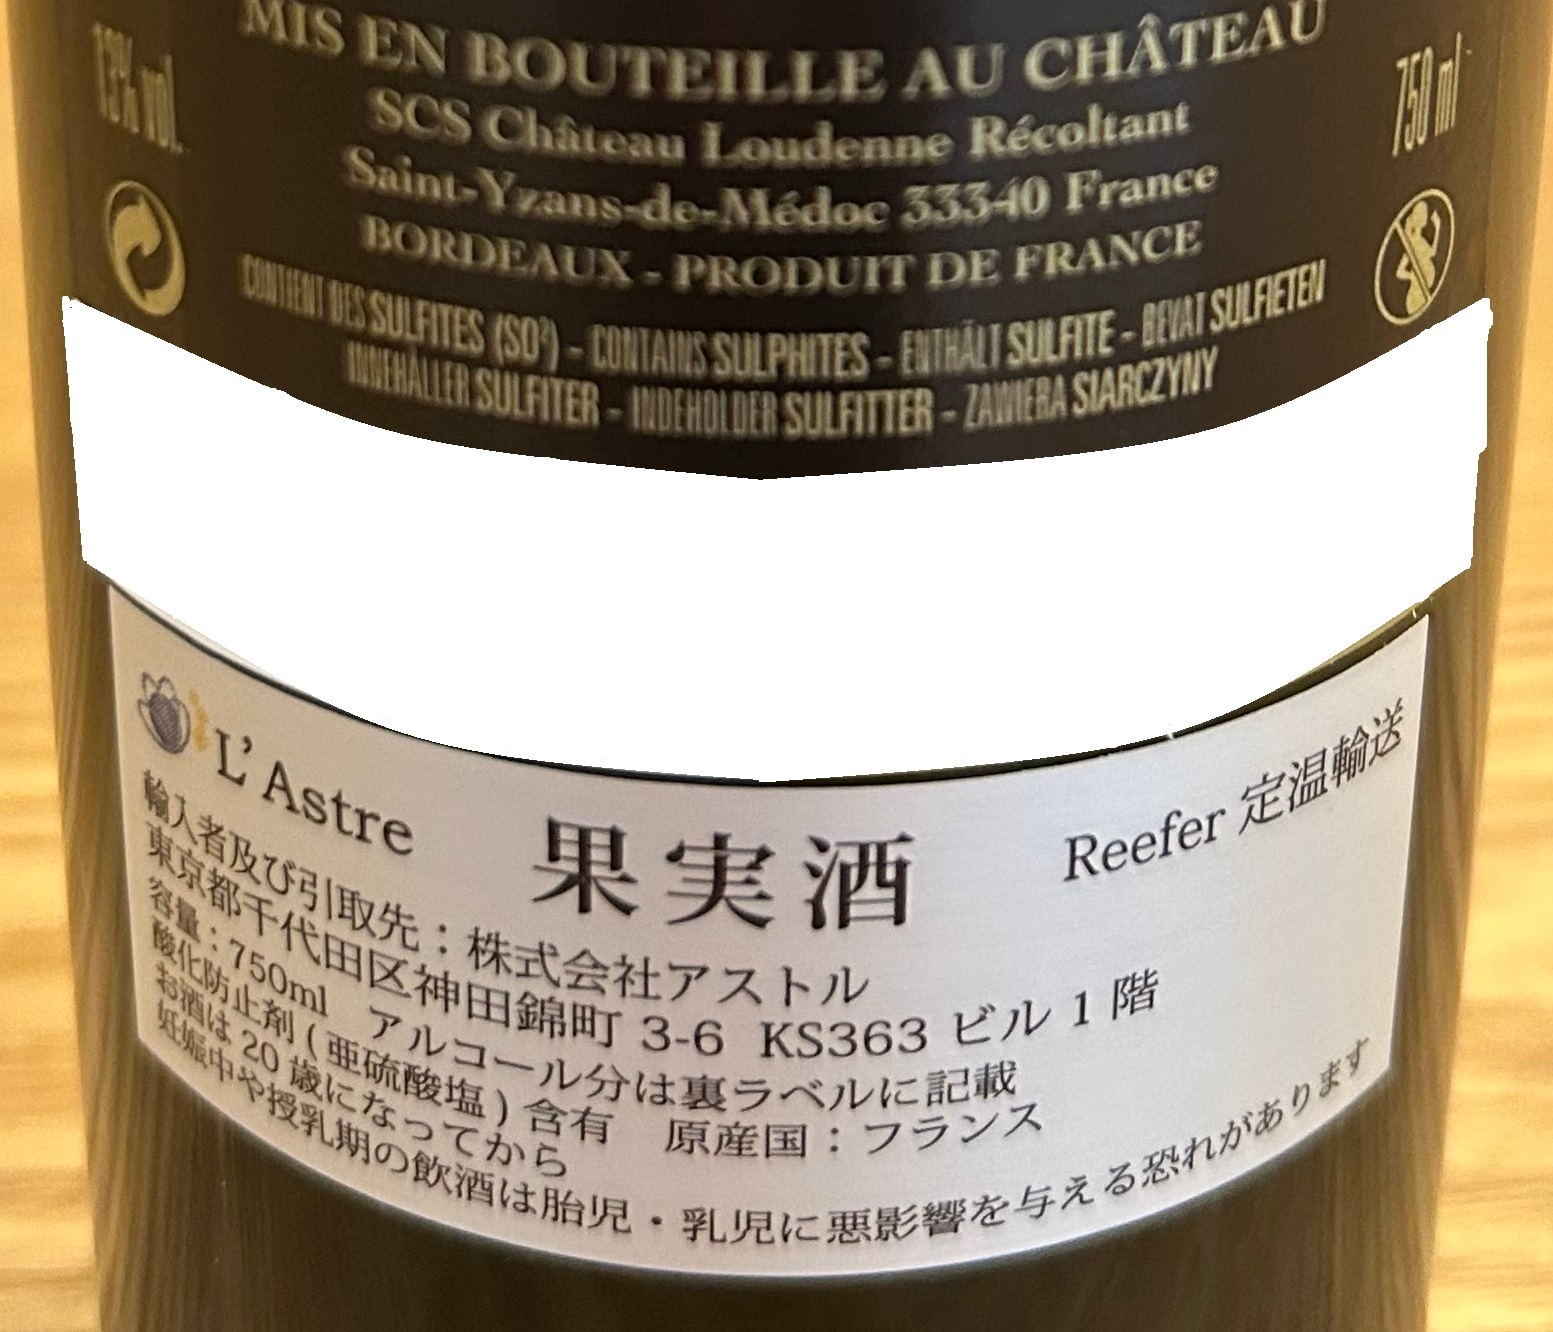 MIS EN BOUTEILLE AU CHÂTEAU
13% vol.
750 ml
SCS Château Loudenne Récoltant
Saint-Yzans-de-Médoc 33340 France
BORDEAUX - PRODUIT DE FRANCE
CONTIENT DES SULFITES (SO²) - CONTAINS SULPHITES - ENTHÄLT SULFITE - BEVAT SULFIETEN
INNEHÅLLER SULFITER - INDEHOLDER SULFITTER - ZAWIERA SIARCZYNY
L'Astre
果実酒
Reefer 定温輸送
輸入者及び引取先：株式会社アストル
東京都千代田区神田錦町 3-6 KS363 ビル 1 階
容量：750ml アルコール分は裏ラベルに記載
酸化防止剤 ( 亜硫酸塩 ) 含有 原産国：フランス
お酒は 20 歳になってから
妊娠中や授乳期の飲酒は胎児・乳児に悪影響を与える恐れがあります